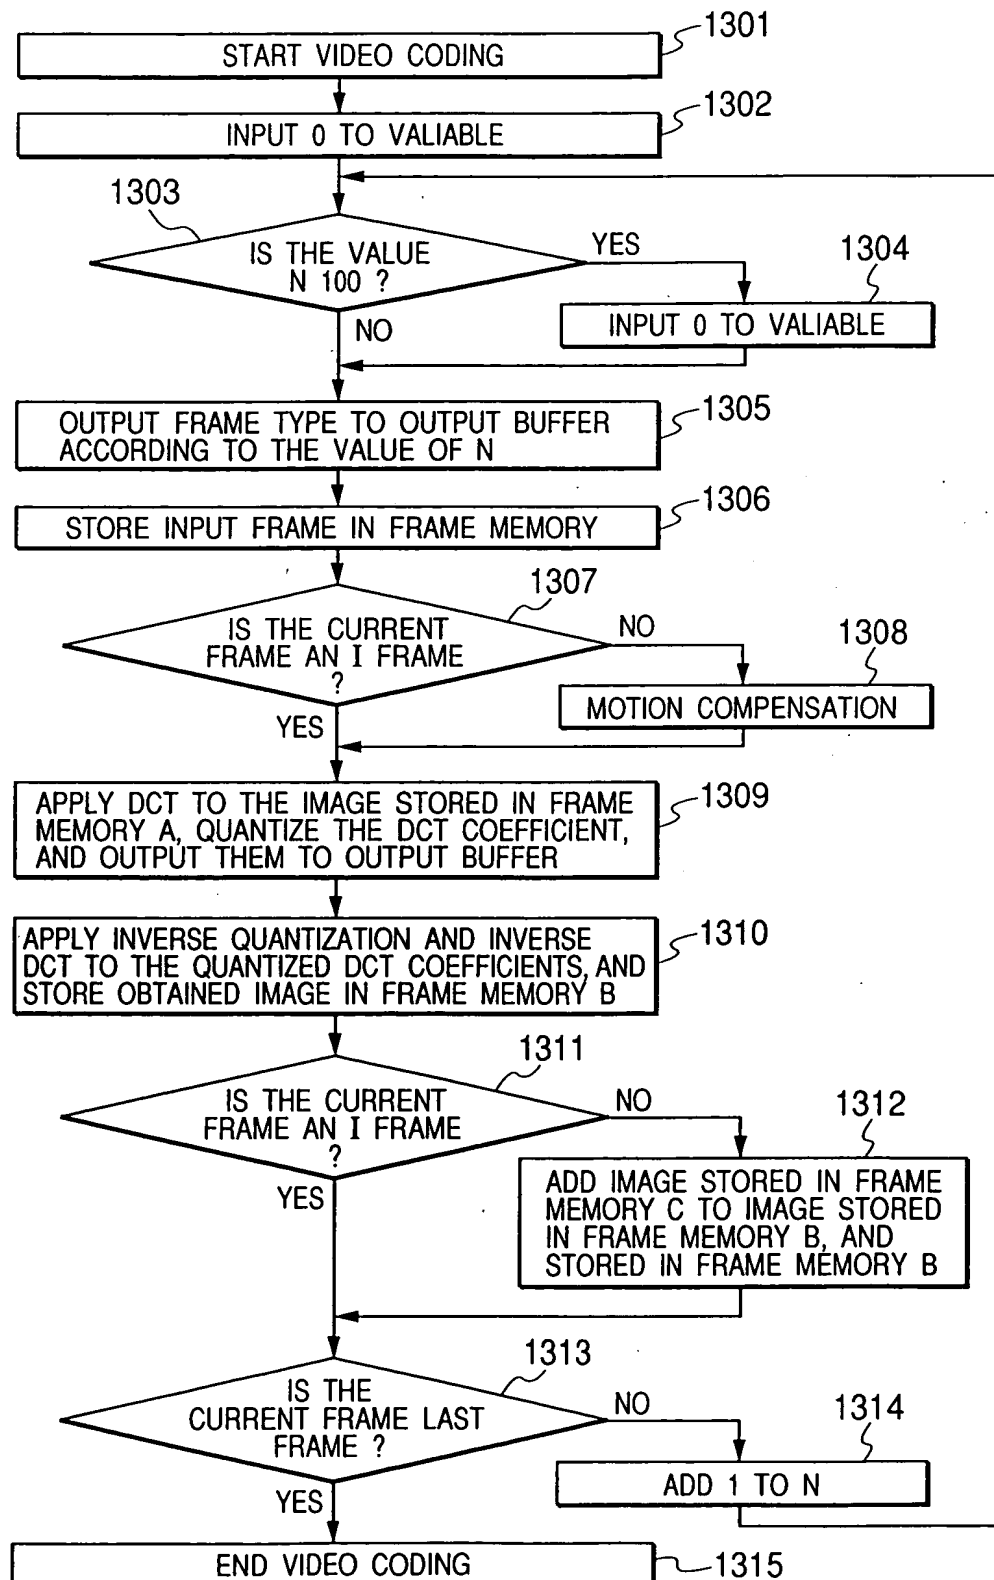 1301
START VIDEO CODING
1302
INPUT 0 TO VALIABLE
1303
IS THE VALUE
N 100 ?
YES
1304
INPUT 0 TO VALIABLE
NO
OUTPUT FRAME TYPE TO OUTPUT BUFFER
ACCORDING TO THE VALUE OF N
1305
STORE INPUT FRAME IN FRAME MEMORY
1306
1307
IS THE CURRENT
FRAME AN I FRAME
?
NO
1308
MOTION COMPENSATION
YES
APPLY DCT TO THE IMAGE STORED IN FRAME
MEMORY A, QUANTIZE THE DCT COEFFICIENT,
AND OUTPUT THEM TO OUTPUT BUFFER
1309
APPLY INVERSE QUANTIZATION AND INVERSE
DCT TO THE QUANTIZED DCT COEFFICIENTS, AND
STORE OBTAINED IMAGE IN FRAME MEMORY B
1310
1311
IS THE CURRENT
FRAME AN I FRAME
?
NO
1312
ADD IMAGE STORED IN FRAME
MEMORY C TO IMAGE STORED
IN FRAME MEMORY B, AND
STORED IN FRAME MEMORY B
YES
1313
IS THE
CURRENT FRAME LAST
FRAME ?
NO
1314
ADD 1 TO N
YES
END VIDEO CODING
1315